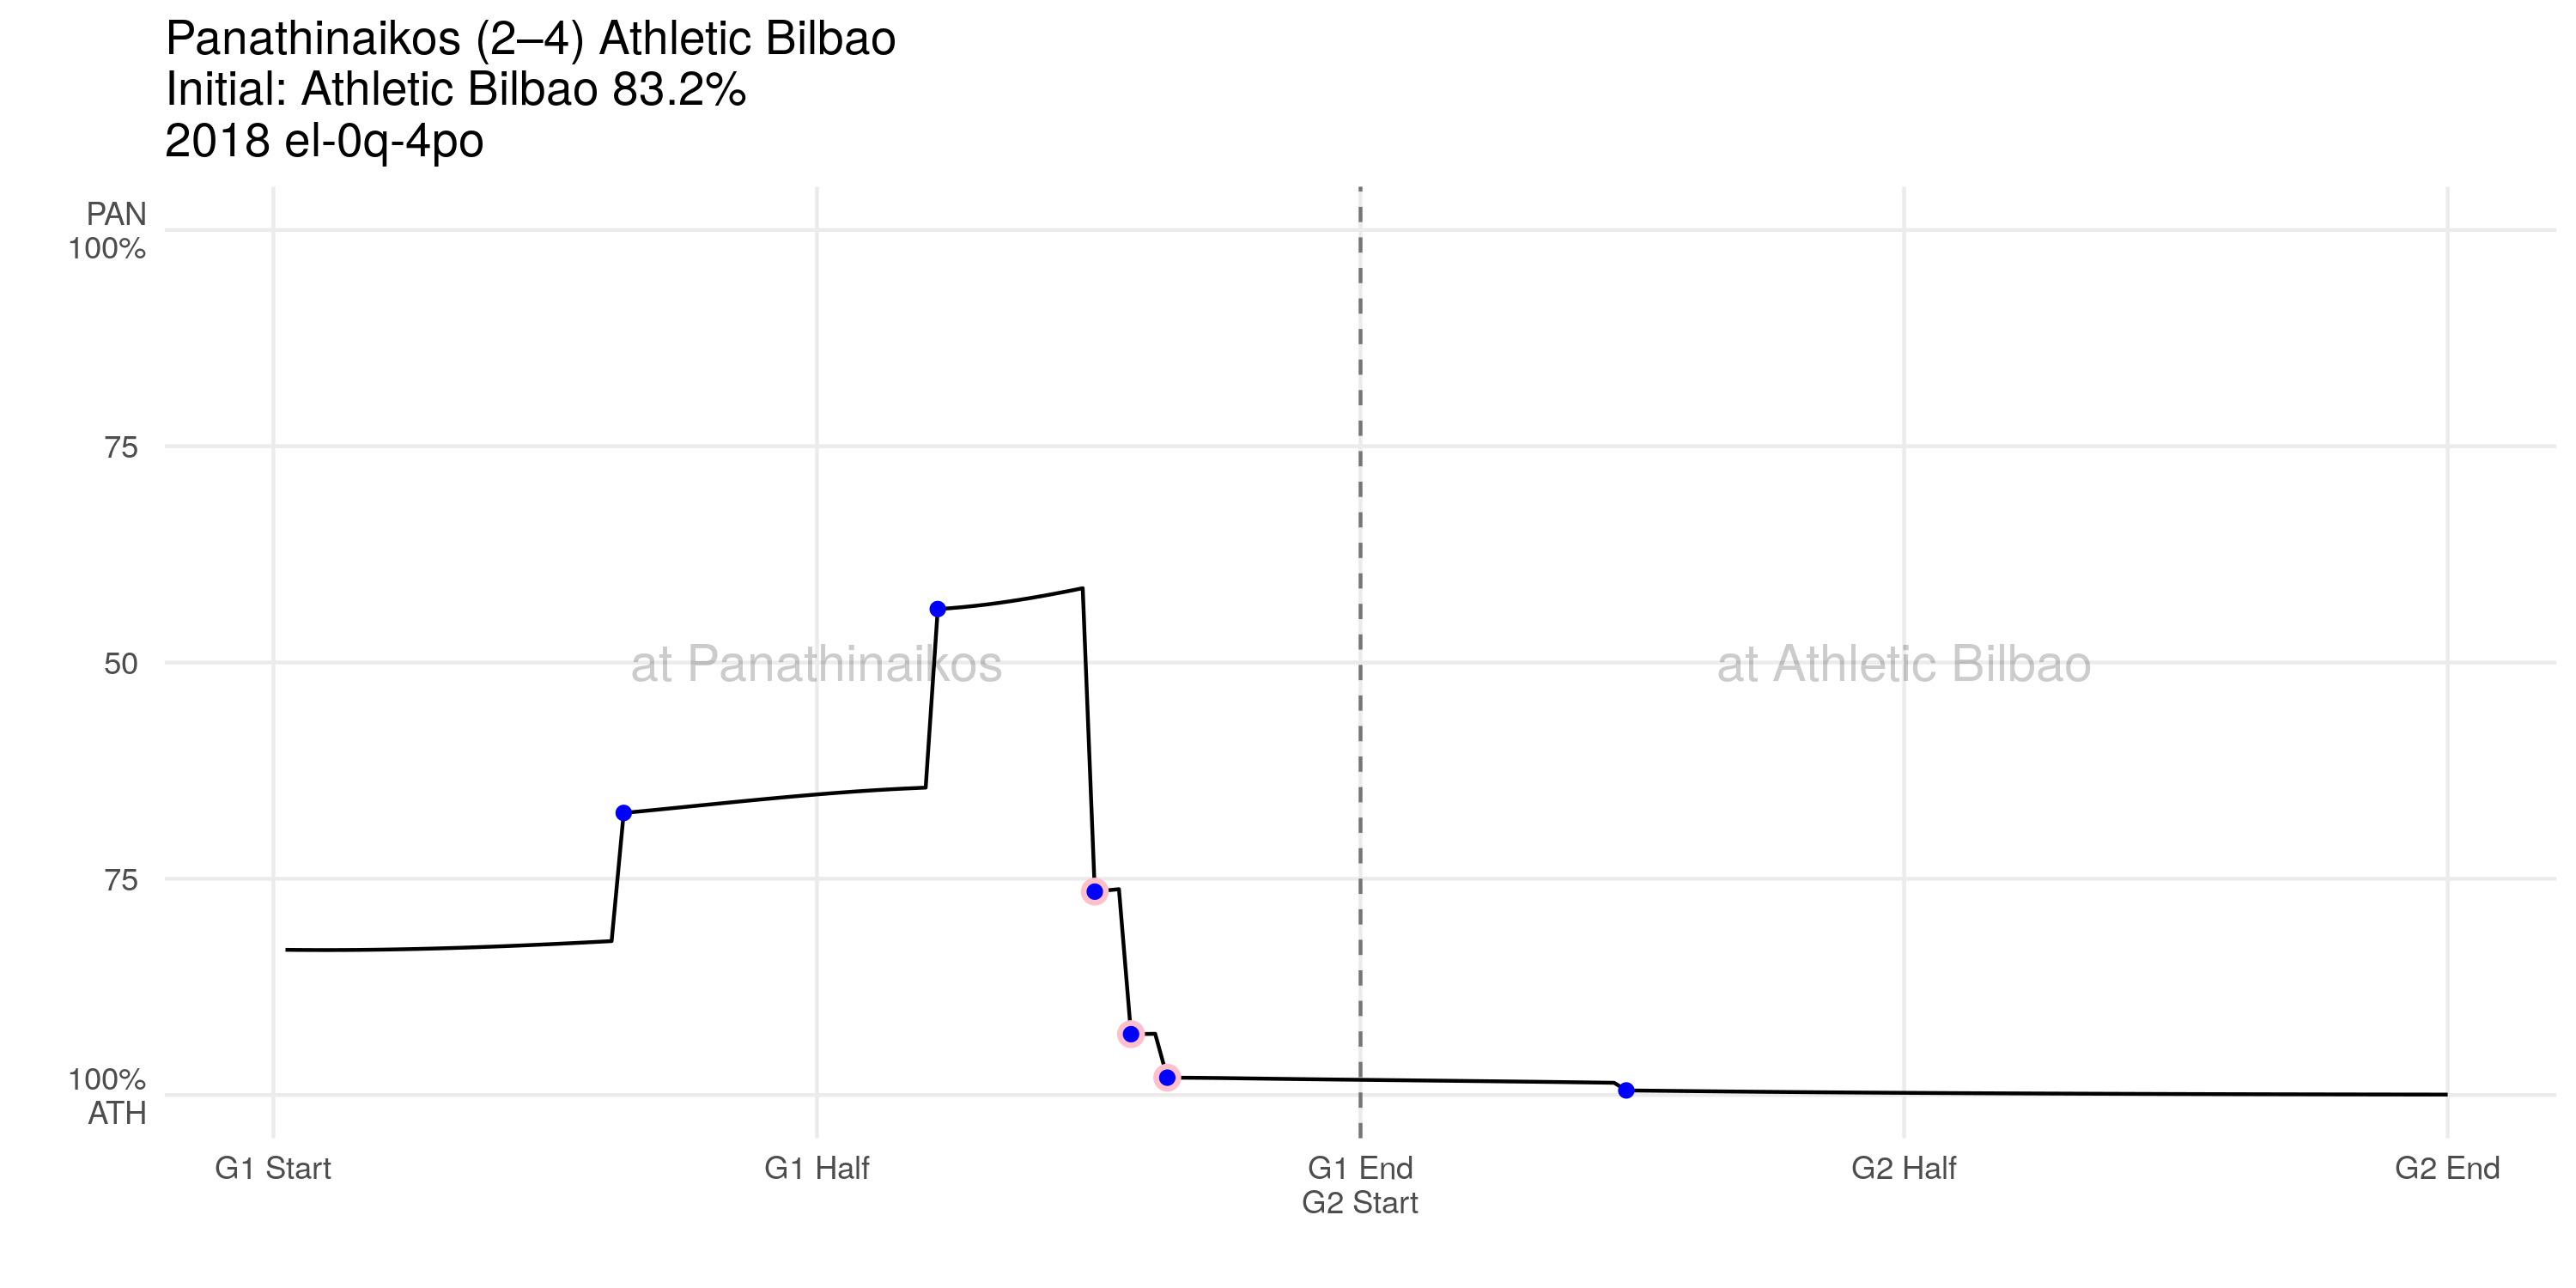 Panathinaikos (2–4) Athletic Bilbao
Initial: Athletic Bilbao 83.2%
2018 el-0q-4po
PAN
100%
75
50
75
100%
ATH
at Panathinaikos
at Athletic Bilbao
G1 Start
G1 Half
G1 End
G2 Start
G2 Half
G2 End